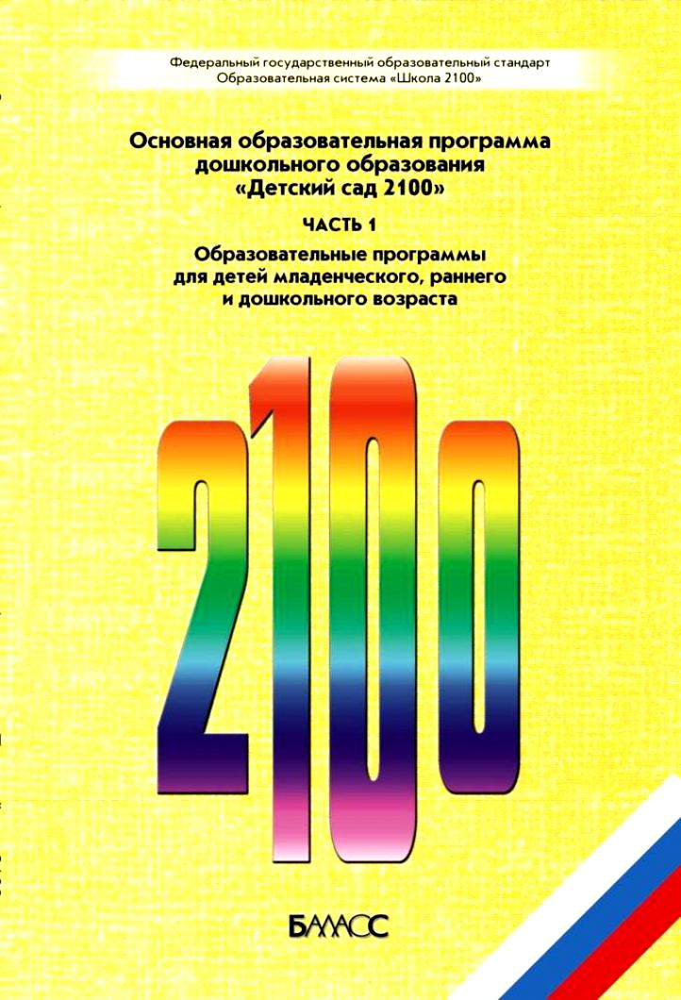 Федеральный государственный образовательный стандарт
Образовательная система «Школа 2100»
Основная образовательная программа
дошкольного образования
«Детский сад 2100»
ЧАСТЬ 1
Образовательные программы
для детей младенческого, раннего
и дошкольного возраста
2100
БАЛАСС